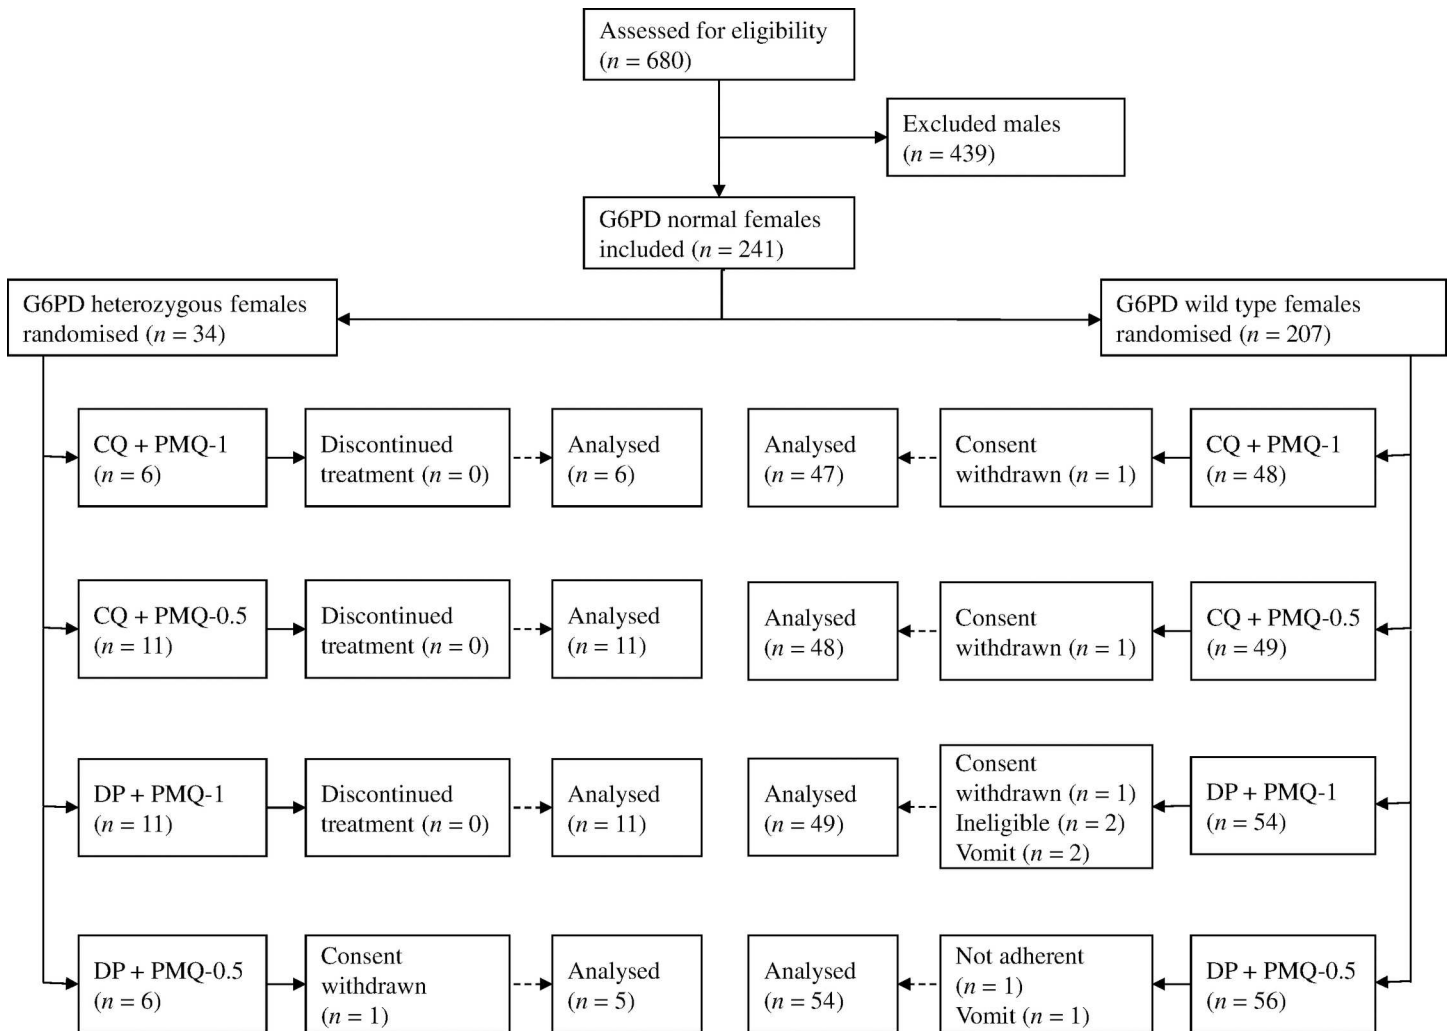 Assessed for eligibility
(n = 680)
Excluded males
(n = 439)
G6PD normal females
included (n = 241)
G6PD heterozygous females
randomised (n = 34)
G6PD wild type females
randomised (n = 207)
CQ + PMQ-1
(n = 6)
Discontinued
treatment (n = 0)
Analysed
(n = 6)
Analysed
(n = 47)
Consent
withdrawn (n = 1)
CQ + PMQ-1
(n = 48)
CQ + PMQ-0.5
(n = 11)
Discontinued
treatment (n = 0)
Analysed
(n = 11)
Analysed
(n = 48)
Consent
withdrawn (n = 1)
CQ + PMQ-0.5
(n = 49)
DP + PMQ-1
(n = 11)
Discontinued
treatment (n = 0)
Analysed
(n = 11)
Analysed
(n = 49)
Consent
withdrawn (n = 1)
Ineligible (n = 2)
Vomit (n = 2)
DP + PMQ-1
(n = 54)
DP + PMQ-0.5
(n = 6)
Consent
withdrawn
(n = 1)
Analysed
(n = 5)
Analysed
(n = 54)
Not adherent
(n = 1)
Vomit (n = 1)
DP + PMQ-0.5
(n = 56)